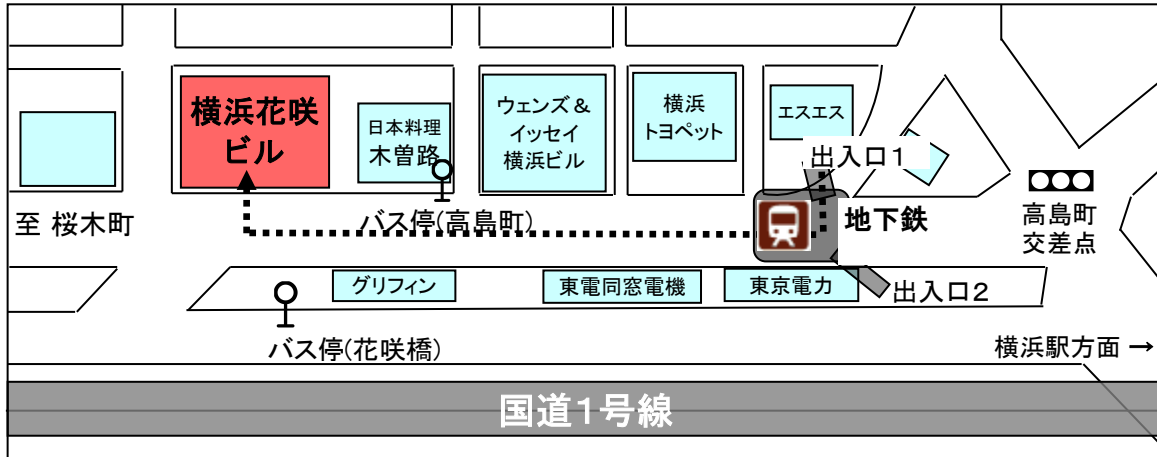 横浜花咲
ビル
日本料理
木曽路
ウェンズ&
イッセイ
横浜ビル
横浜
トヨペット
エスエス
出入口1
至 桜木町
バス停(高島町)
地下鉄
高島町
交差点
グリフィン
東電同窓電機
東京電力
出入口2
バス停(花咲橋)
横浜駅方面 →
国道1号線